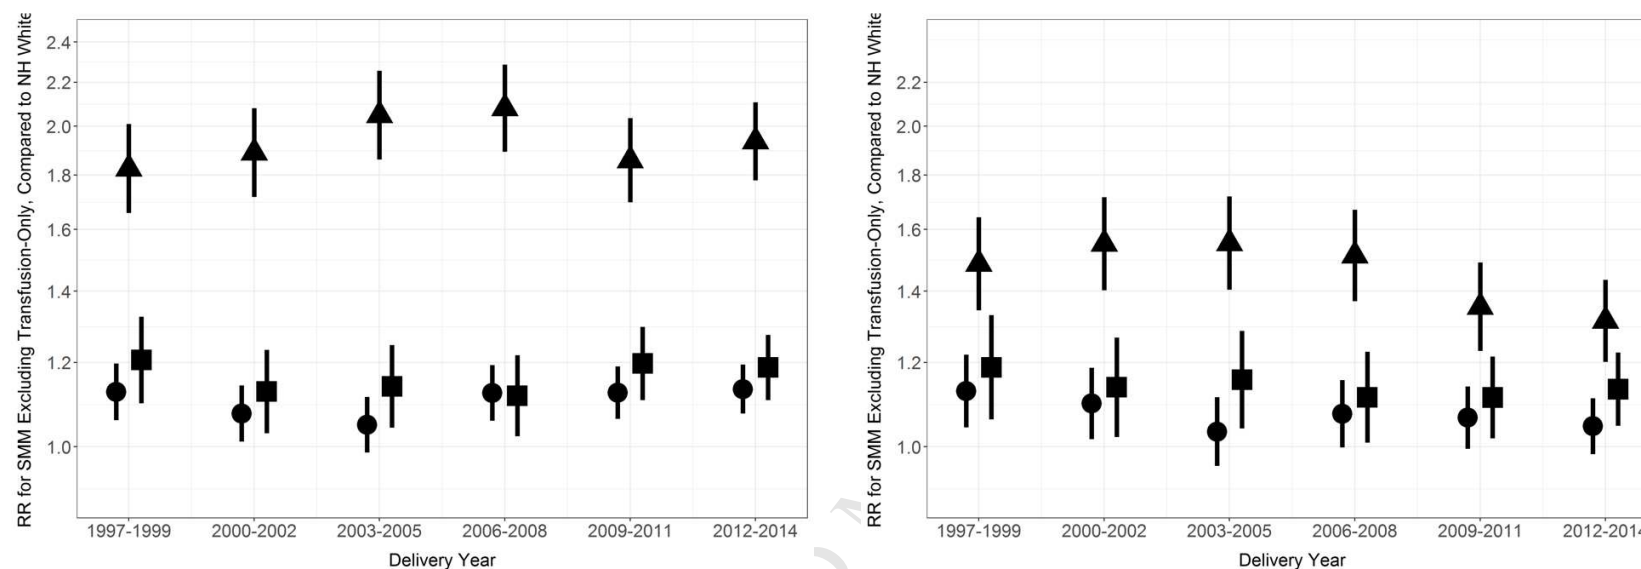 RR for SMM Excluding Transfusion-Only, Compared to NH White
2.4
2.2
2.0
1.8
1.6
1.4
1.2
1.0
1997-1999 2000-2002 2003-2005 2006-2008 2009-2011 2012-2014
Delivery Year
RR for SMM Excluding Transfusion-Only, Compared to NH White
2.2
2.0
1.8
1.6
1.4
1.2
1.0
1997-1999 2000-2002 2003-2005 2006-2008 2009-2011 2012-2014
Delivery Year